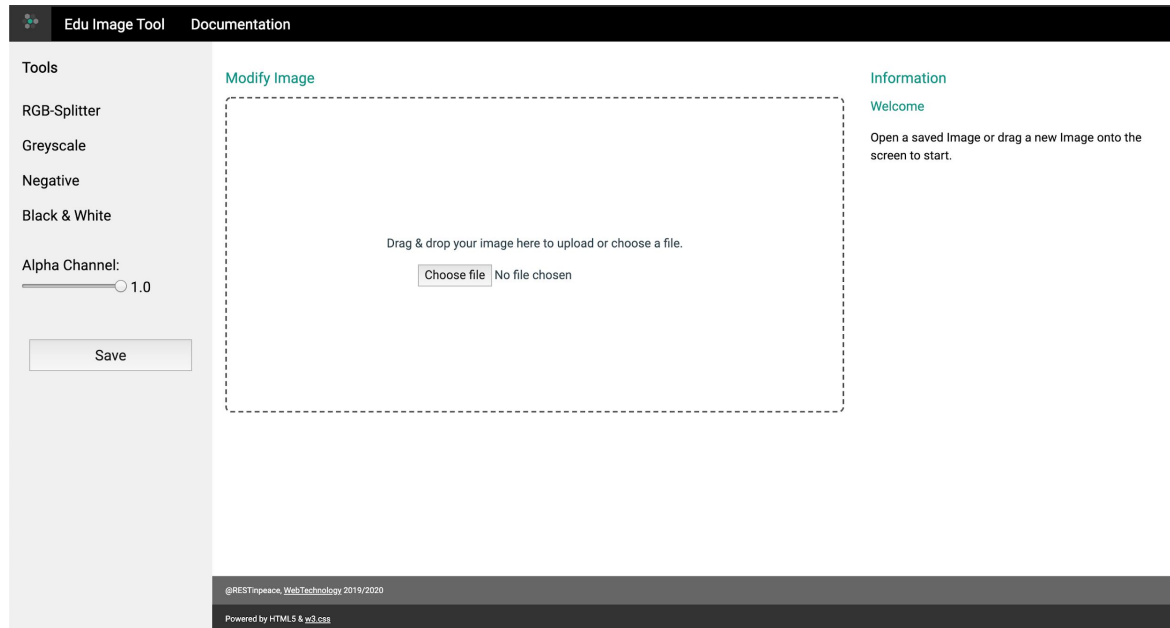 Edu Image Tool
Documentation
Tools
RGB-Splitter
Greyscale
Negative
Black & White
Alpha Channel:
1.0
Save
Modify Image
Drag & drop your image here to upload or choose a file.
Choose file No file chosen
Information
Welcome
Open a saved Image or drag a new Image onto the
screen to start.
@RESTinpeace, WebTechnology 2019/2020
Powered by HTML5 & w3.css